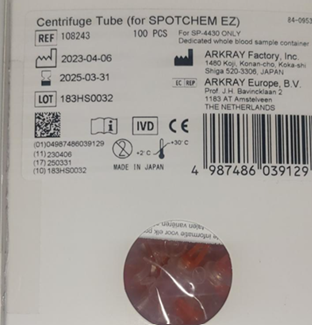 Centrifuge Tube (for SPOTCHEM EZ)
84-0953
REF 108243 100 PCS
For SP-4430 ONLY
Dedicated whole blood sample container
2023-04-06
ARKRAY Factory, Inc.
1480 Koji, Konan-cho, Koka-shi
Shiga 520-3306, JAPAN
2025-03-31
EC REP ARKRAY Europe, B.V.
Prof. J.H. Bavincklaan 2
1183 AT Amstelveen
THE NETHERLANDS
LOT 183HS0032
IVD CE
(01)04987486039129
(11)230406
(17)250331
(10)183HS0032
+2°C
+30°C
MADE IN JAPAN
4 987486 039129